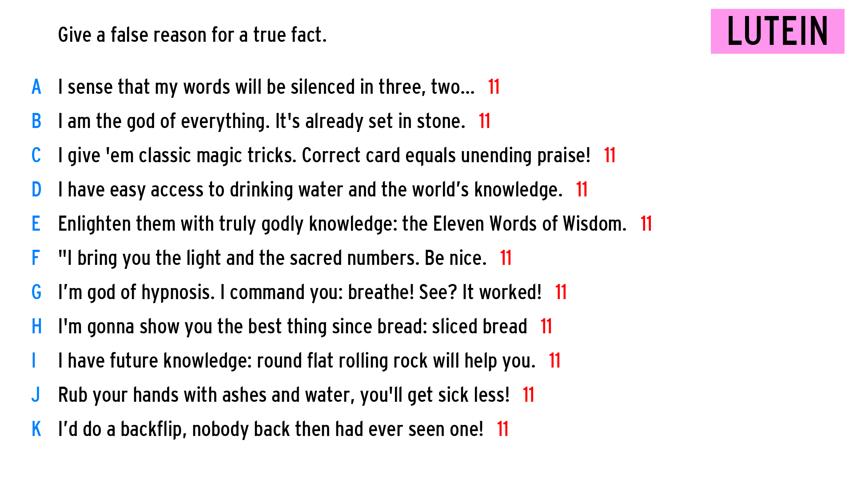 Give a false reason for a true fact.
LUTEIN
A I sense that my words will be silenced in three, two... 11
B I am the god of everything. It's already set in stone. 11
C I give 'em classic magic tricks. Correct card equals unending praise! 11
D I have easy access to drinking water and the world’s knowledge. 11
E Enlighten them with truly godly knowledge: the Eleven Words of Wisdom. 11
F "I bring you the light and the sacred numbers. Be nice. 11
G I’m god of hypnosis. I command you: breathe! See? It worked! 11
H I'm gonna show you the best thing since bread: sliced bread 11
I I have future knowledge: round flat rolling rock will help you. 11
J Rub your hands with ashes and water, you'll get sick less! 11
K I’d do a backflip, nobody back then had ever seen one! 11